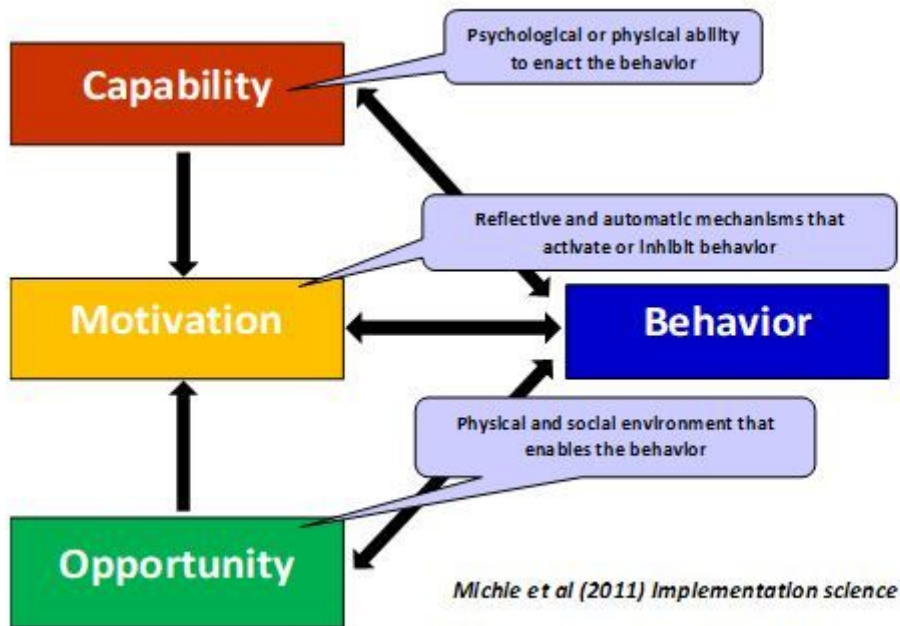 Psychological or physical ability
to enact the behavior
Capability
Reflective and automatic mechanisms that
activate or inhibit behavior
Motivation
Behavior
Physical and social environment that
enables the behavior
Opportunity
Michie et al (2011) Implementation science